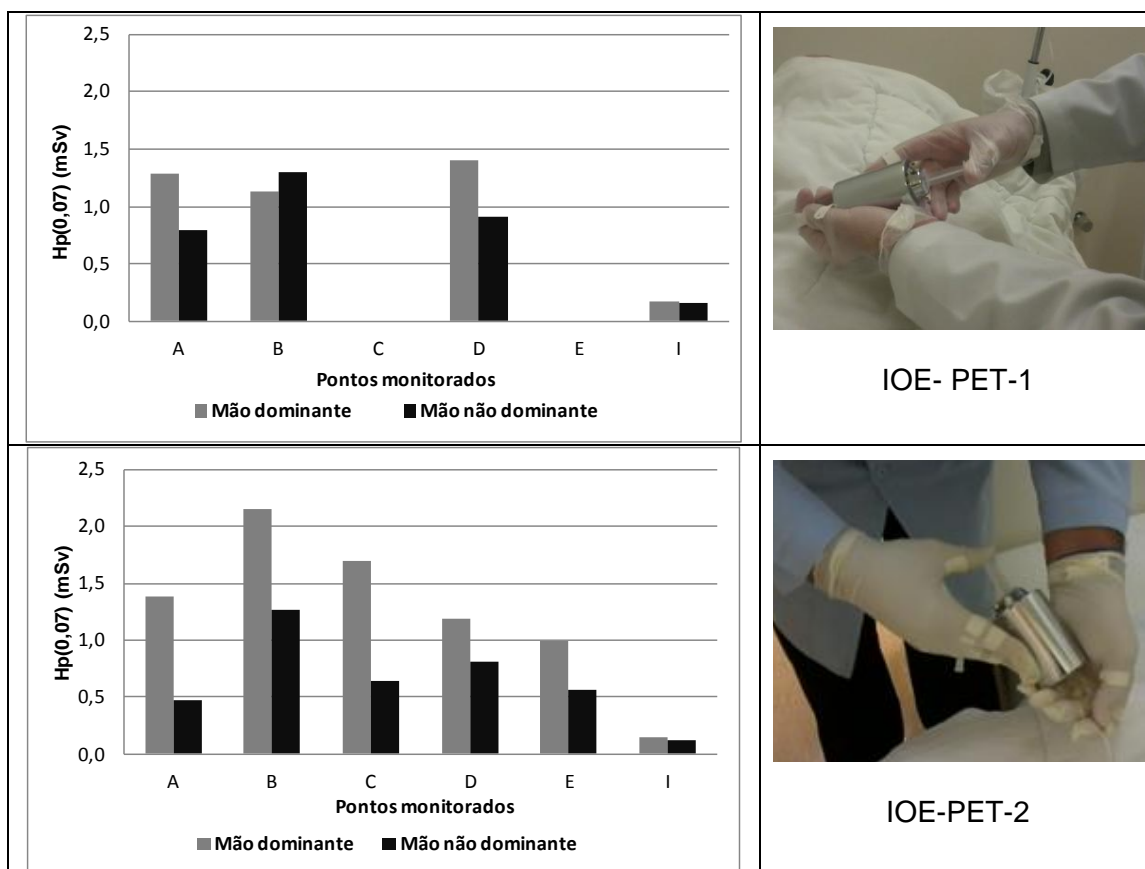 2,5
2,0
1,5
1,0
0,5
0,0
Hp(0,07) (mSv)
A B C D E I
Pontos monitorados
Mão dominante Mão não dominante
IOE- PET-1
2,5
2,0
1,5
1,0
0,5
0,0
Hp(0,07) (mSv)
A B C D E I
Pontos monitorados
Mão dominante Mão não dominante
IOE-PET-2